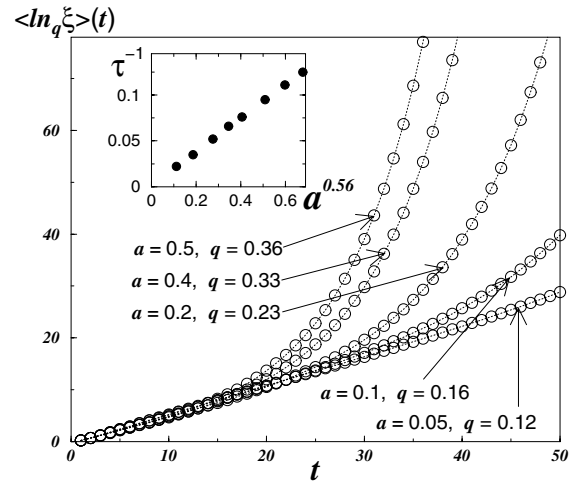 <ln_q ξ>(t)
τ^-1
0.1
0.05
0
0 0.2 0.4 0.6
a^0.56
60
40
20
0
a = 0.5, q = 0.36
a = 0.4, q = 0.33
a = 0.2, q = 0.23
a = 0.1, q = 0.16
a = 0.05, q = 0.12
0 10 20 30 40 50
t